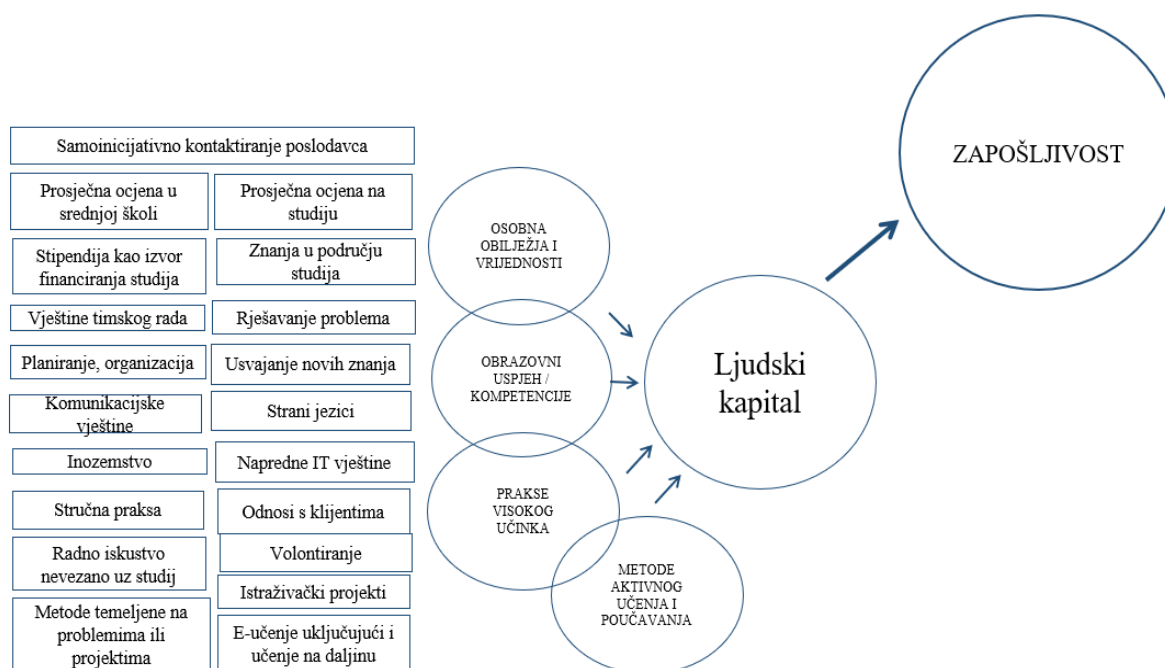 Samoinicijativno kontaktiranje poslodavca
Prosječna ocjena u
srednjoj školi
Prosječna ocjena na
studiju
Stipendija kao izvor
financiranja studija
Znanja u području
studija
Vještine timskog rada
Rješavanje problema
Planiranje, organizacija
Usvajanje novih znanja
Komunikacijske
vještine
Strani jezici
Inozemstvo
Napredne IT vještine
Stručna praksa
Odnosi s klijentima
Radno iskustvo
nevezano uz studij
Volontiranje
Istraživački projekti
Metode temeljene na
problemima ili
projektima
E-učenje uključujući i
učenje na daljinu
OSOBNA
OBILJEŽJA I
VRIJEDNOSTI
OBRAZOVNI
USPJEH /
KOMPETENCIJE
PRAKSE
VISOKOG
UČINKA
METODE
AKTIVNOG
UČENJA I
POUČAVANJA
Ljudski
kapital
ZAPOŠLJIVOST